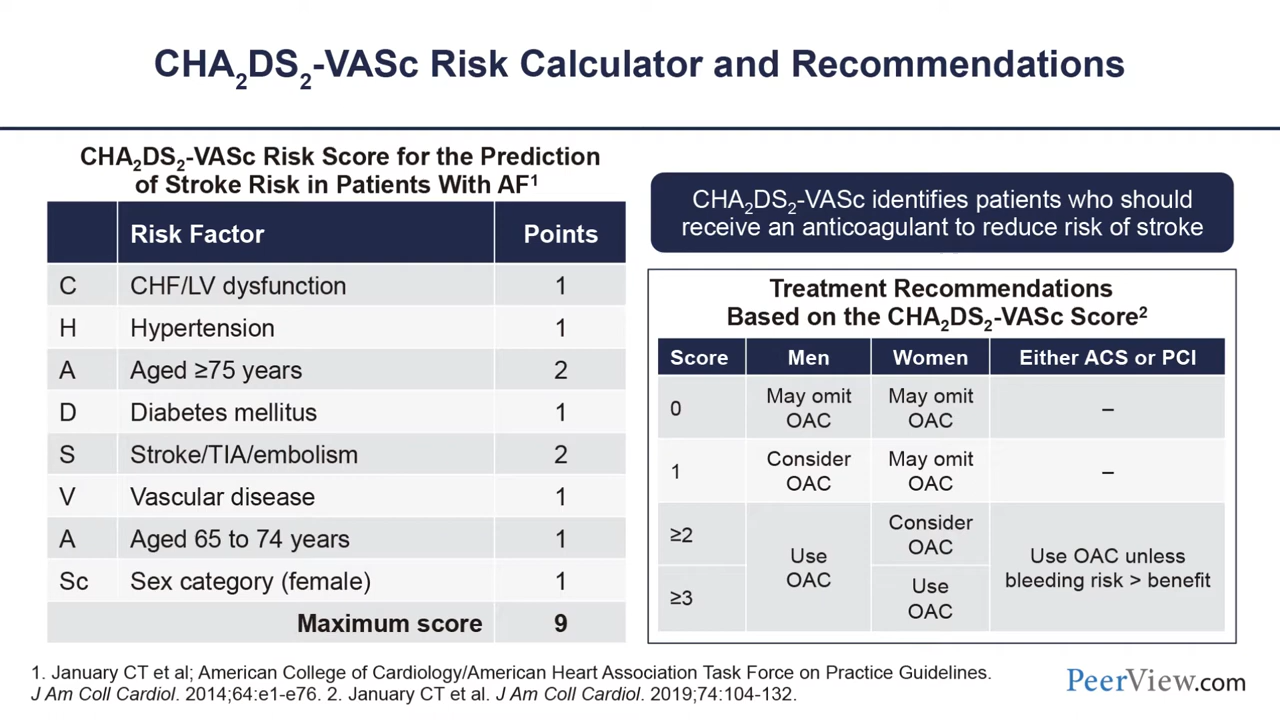 CHA2DS2-VASc Risk Calculator and Recommendations
CHA2DS2-VASc Risk Score for the Prediction
of Stroke Risk in Patients With AF1
Risk Factor Points
C CHF/LV dysfunction 1
H Hypertension 1
A Aged ≥75 years 2
D Diabetes mellitus 1
S Stroke/TIA/embolism 2
V Vascular disease 1
A Aged 65 to 74 years 1
Sc Sex category (female) 1
Maximum score 9
CHA2DS2-VASc identifies patients who should
receive an anticoagulant to reduce risk of stroke
Treatment Recommendations
Based on the CHA2DS2-VASc Score2
Score Men Women Either ACS or PCI
0 May omit OAC May omit OAC –
1 Consider OAC May omit OAC –
≥2 Use OAC Consider OAC Use OAC unless bleeding risk > benefit
≥3 Use OAC
1. January CT et al; American College of Cardiology/American Heart Association Task Force on Practice Guidelines.
J Am Coll Cardiol. 2014;64:e1-e76. 2. January CT et al. J Am Coll Cardiol. 2019;74:104-132.
PeerView.com